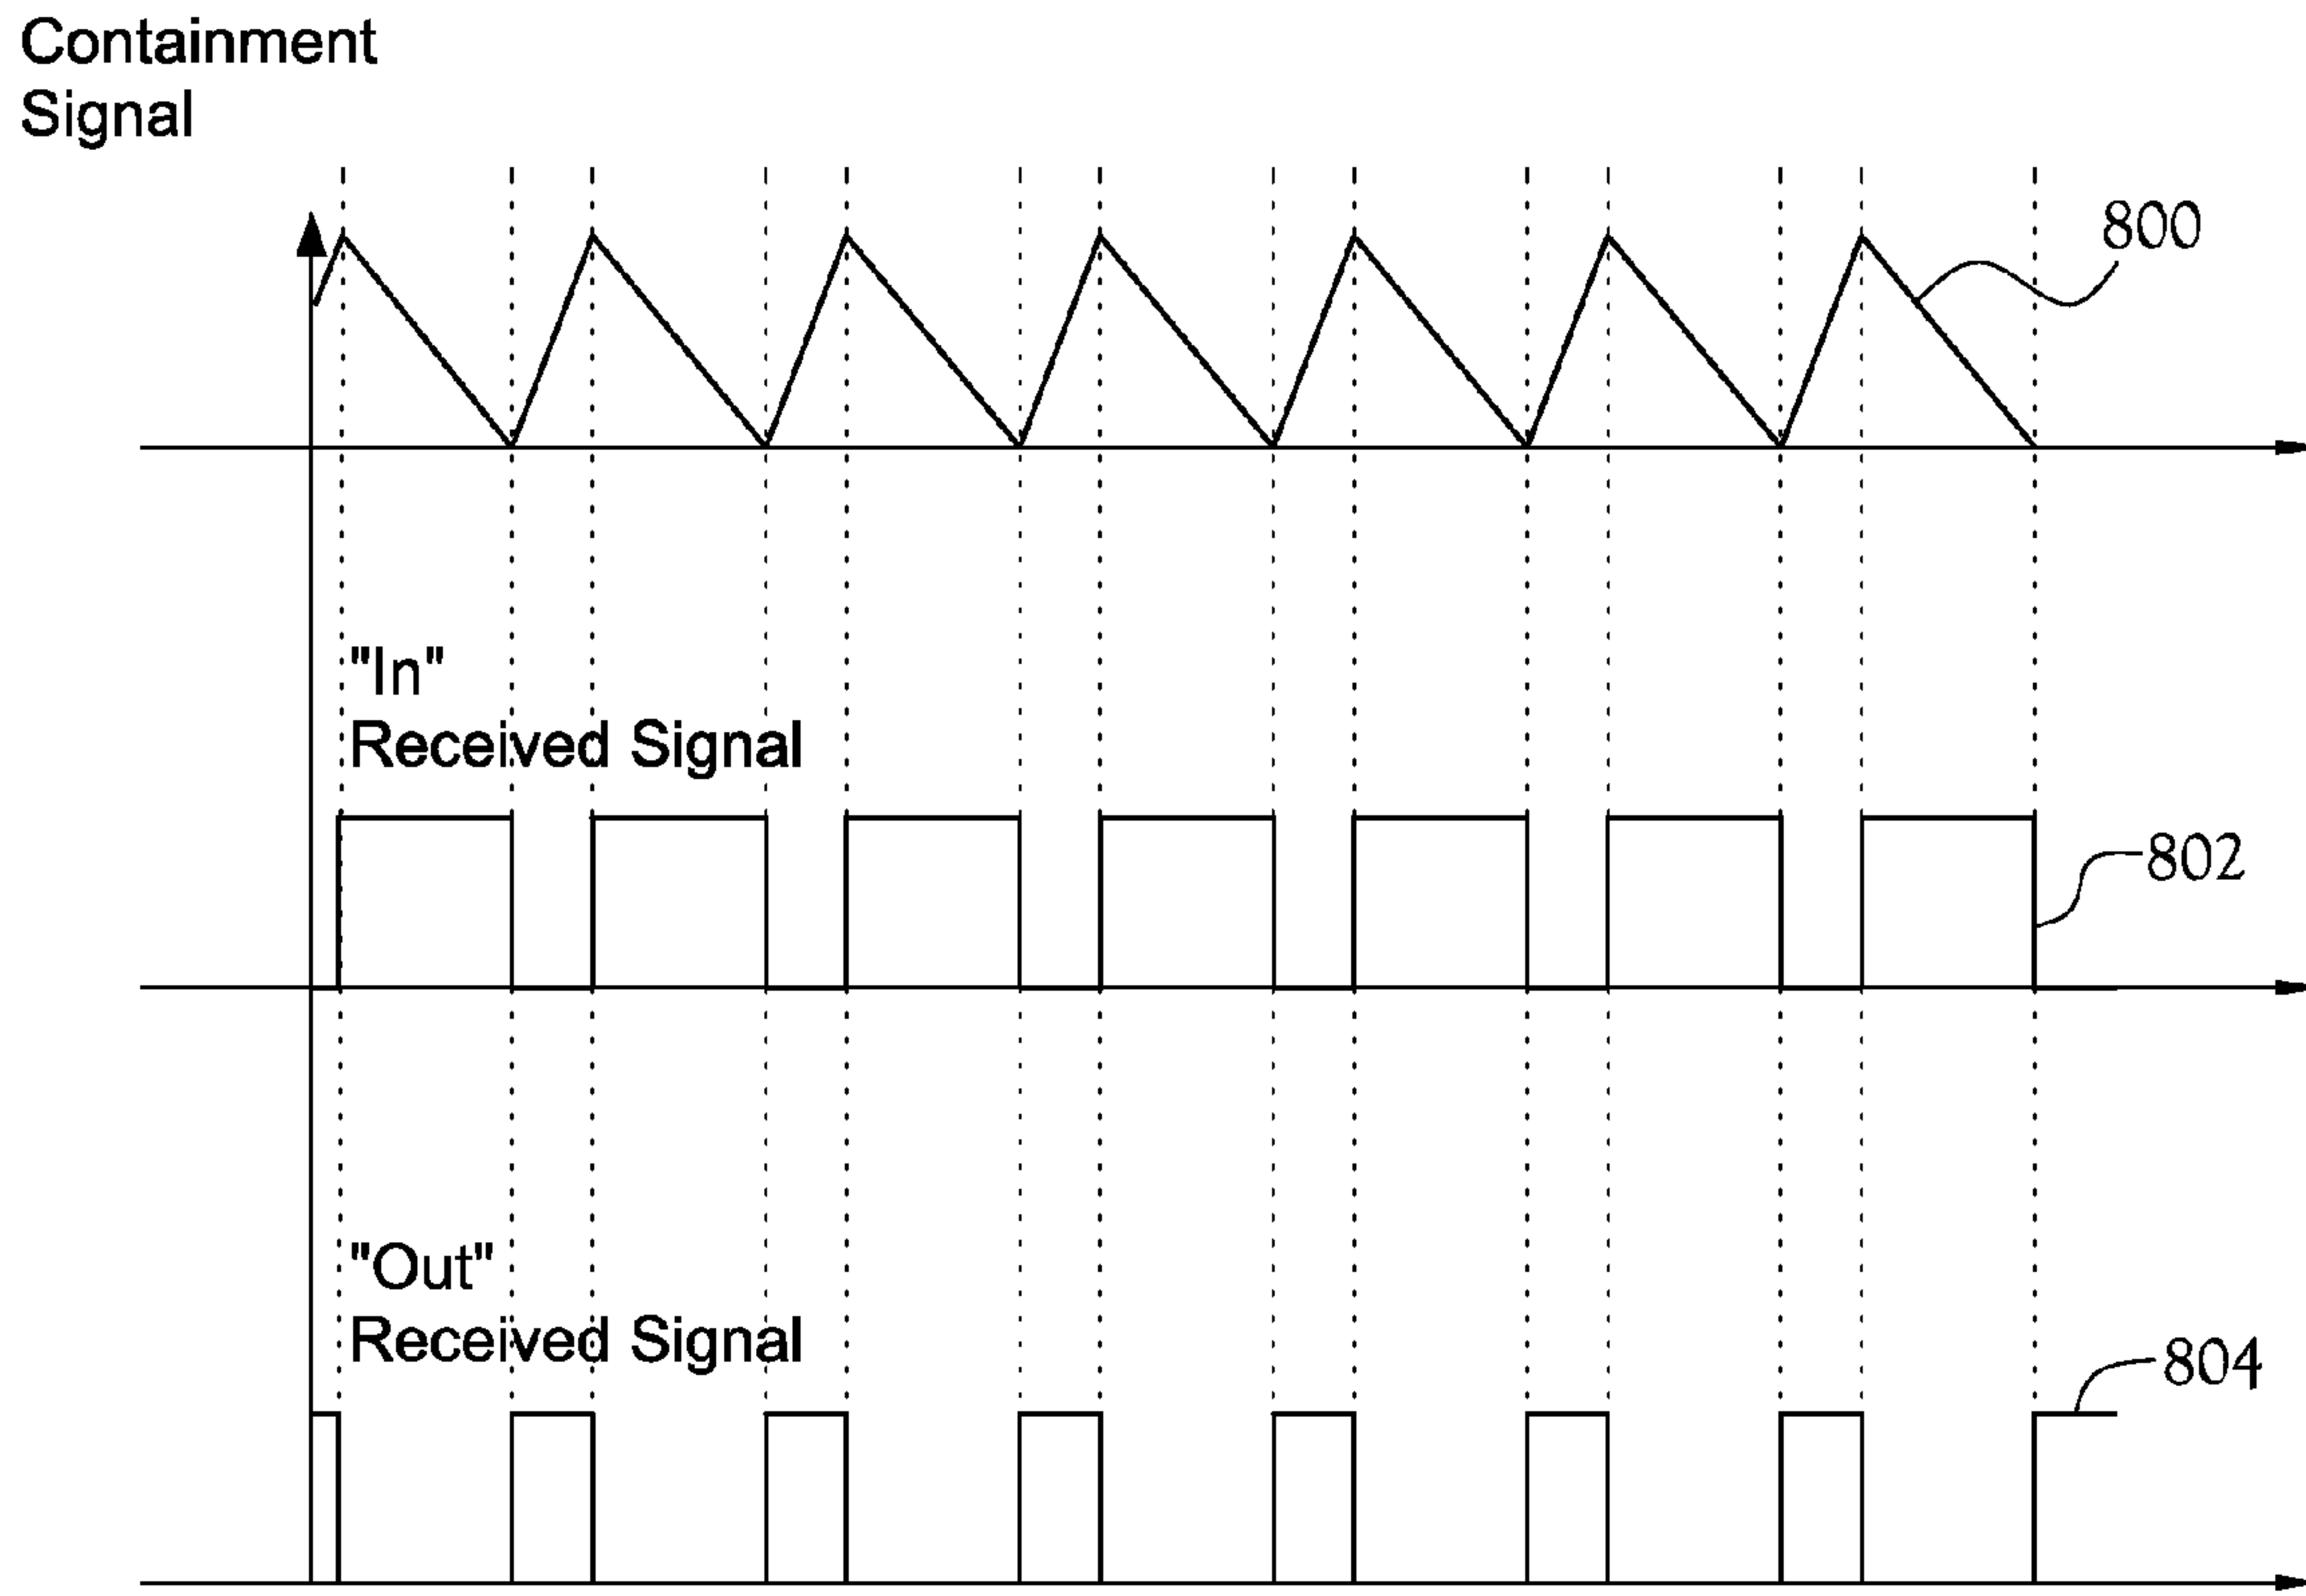 Containment
Signal
800
"In"
Received Signal
802
"Out"
Received Signal
804